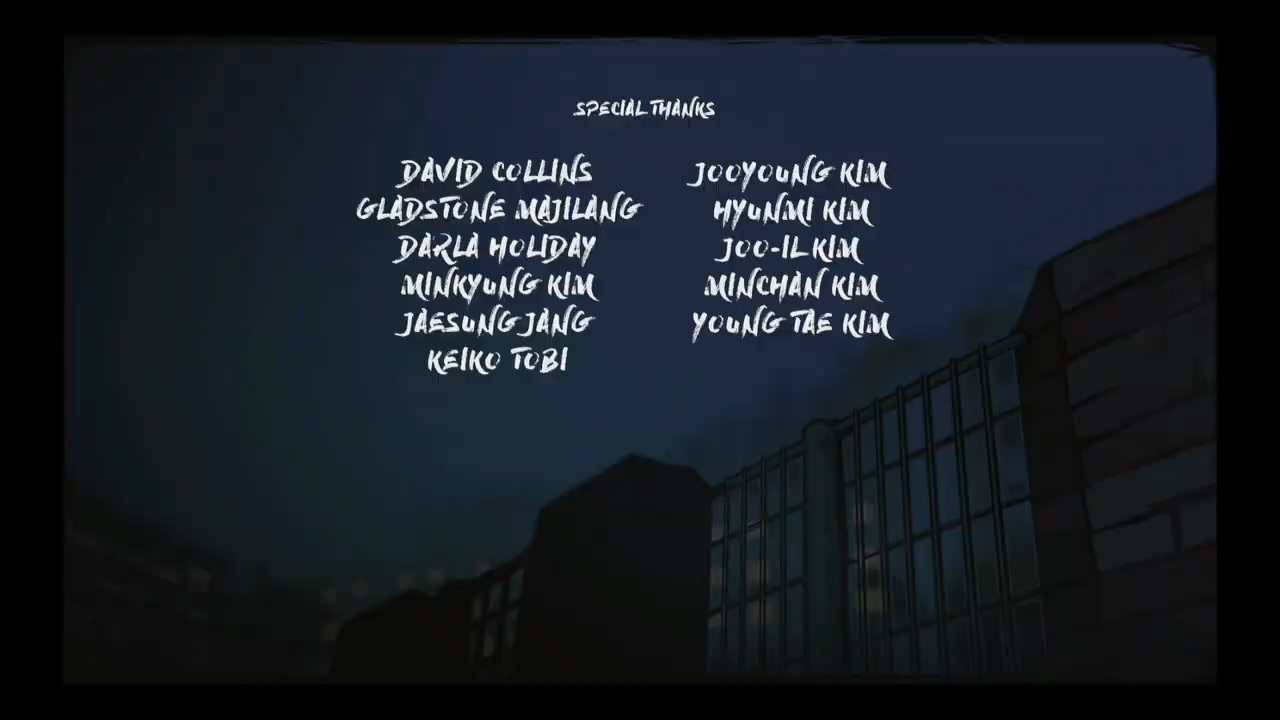 SPECIAL THANKS
DAVID COLLINS
GLADSTONE MAJILANG
DARLA HOLIDAY
MINKYUNG KIM
JAESUNG JANG
KEIKO TOBI
JOOYOUNG KIM
HYUNMI KIM
JOO-IL KIM
MINCHAN KIM
YOUNG TAE KIM